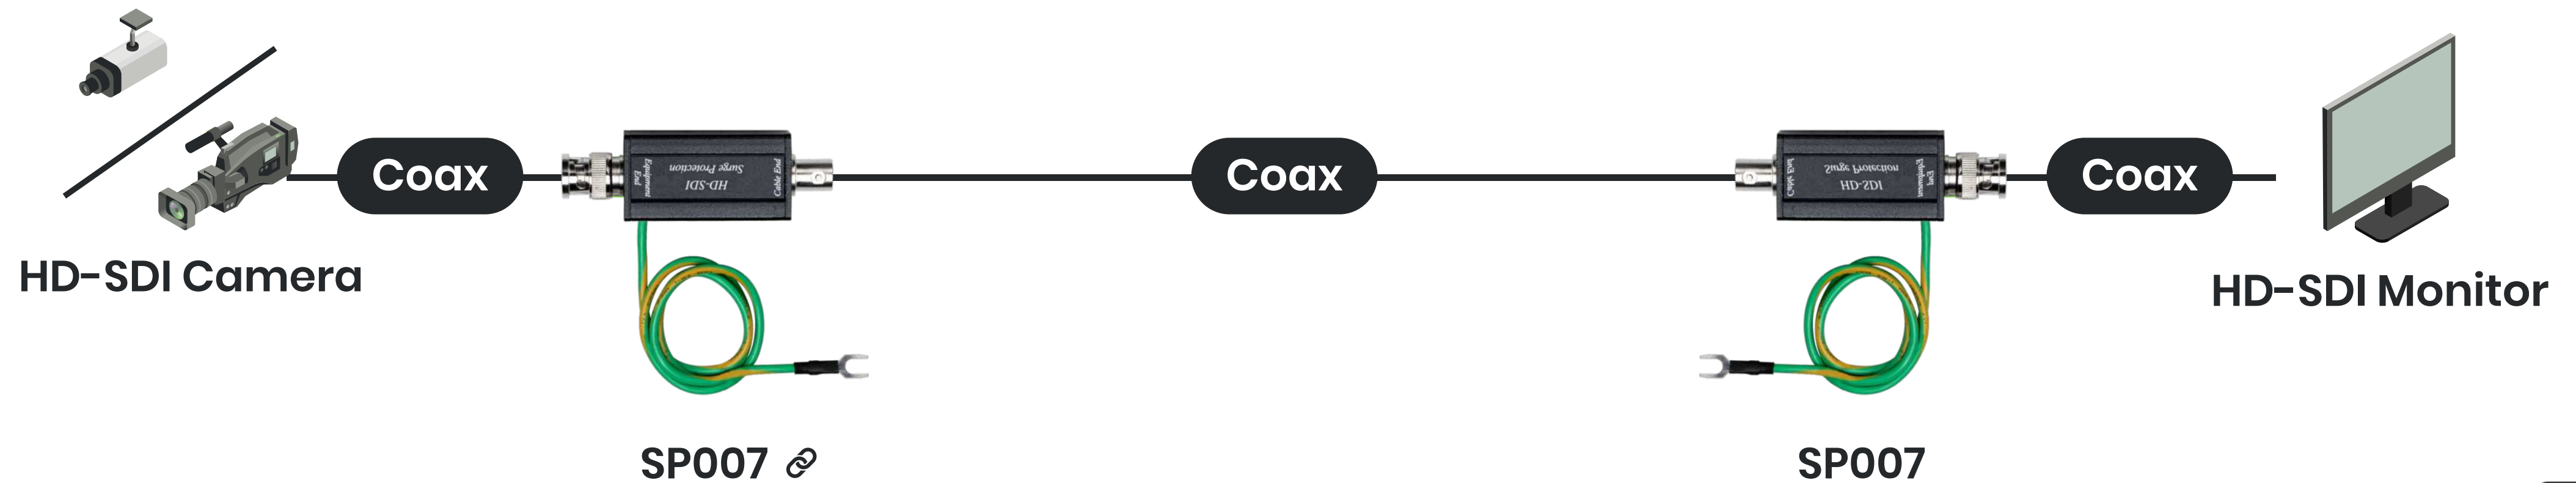 Coax
Coax
Coax
Equipment
End
HD-SDI
Surge Protection
Cable End
Cable End
HD-SDI
Surge Protection
Equipment
End
HD-SDI Camera
HD-SDI Monitor
SP007
SP007